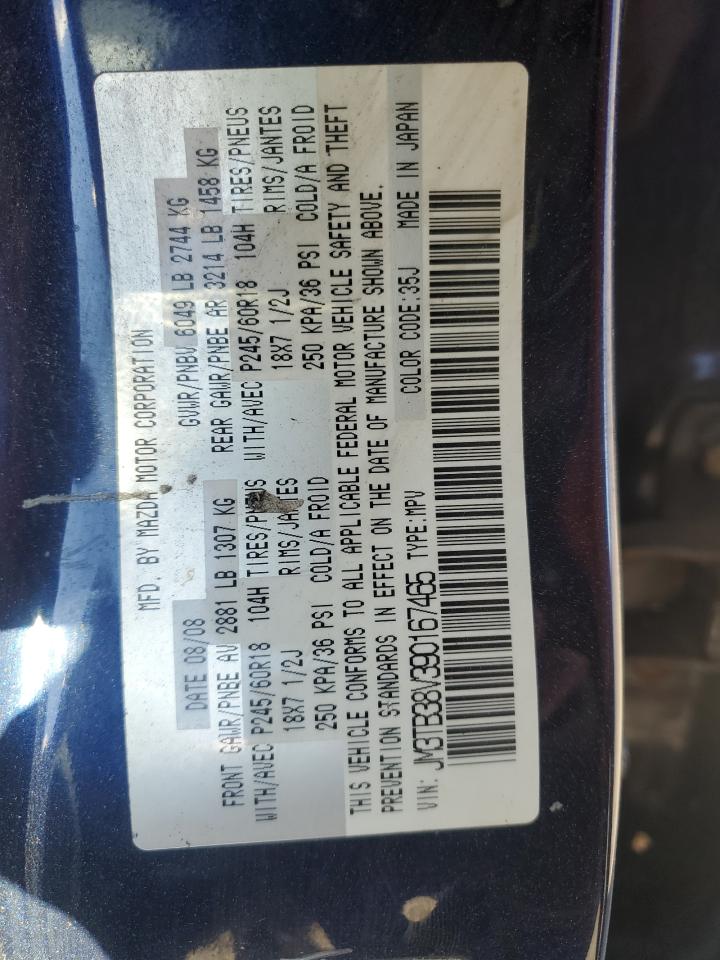 MFD. BY MAZDA MOTOR CORPORATION
DATE 08/08 GVWR/PNBV 6049 LB 2744 KG
FRONT GAWR/PNBE AV 2881 LB 1307 KG REAR GAWR/PNBE AR 3214 LB 1458 KG
WITH/AVEC P245/60R18 104H TIRES/PNEUS WITH/AVEC P245/60R18 104H TIRES/PNEUS
18X7 1/2J RIMS/JANTES 18X7 1/2J RIMS/JANTES
250 KPA/36 PSI COLD/A FROID 250 KPA/36 PSI COLD/A FROID
THIS VEHICLE CONFORMS TO ALL APPLICABLE FEDERAL MOTOR VEHICLE SAFETY AND THEFT
PREVENTION STANDARDS IN EFFECT ON THE DATE OF MANUFACTURE SHOWN ABOVE.
VIN: JM3TB38V390167465 TYPE:MPV COLOR CODE:35J MADE IN JAPAN